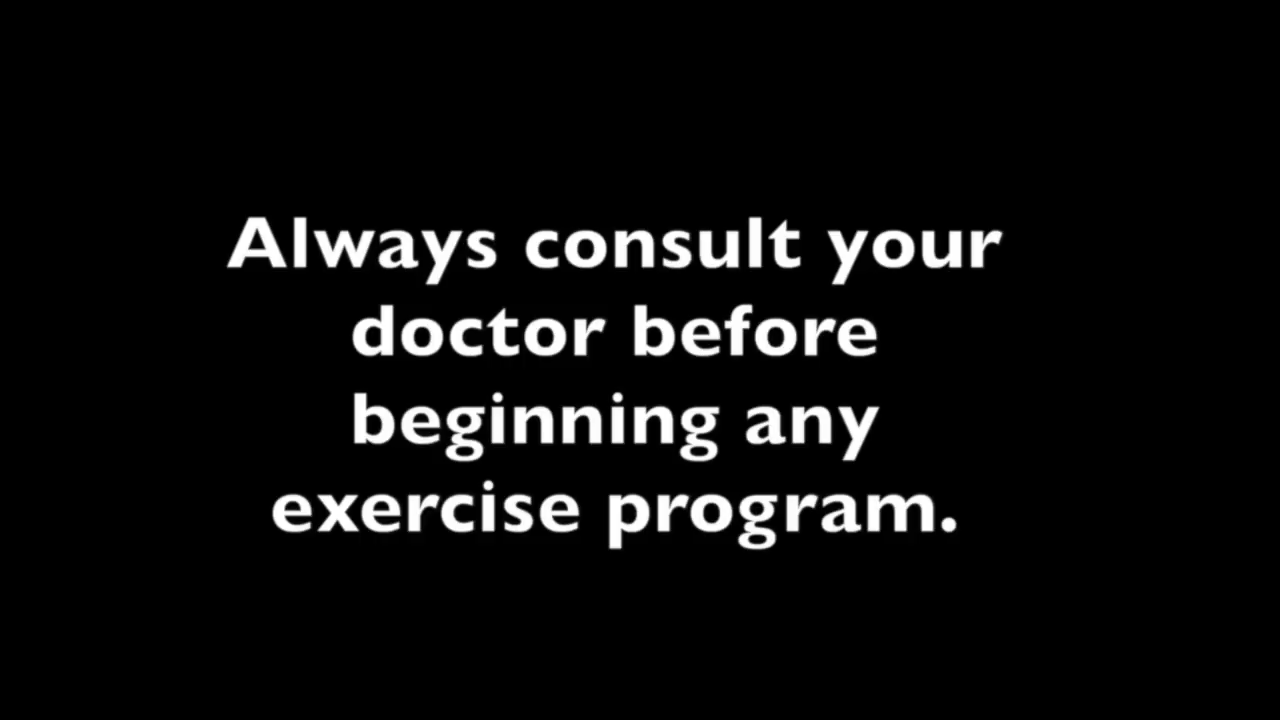 Always consult your
doctor before
beginning any
exercise program.